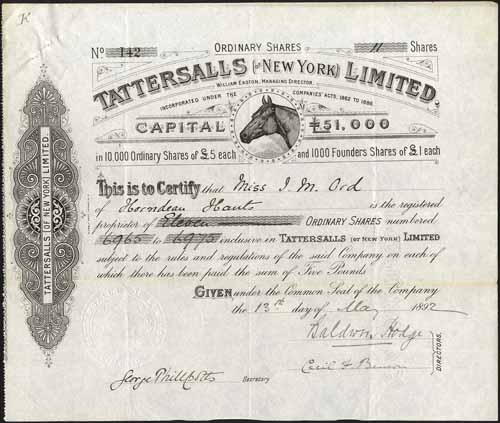 K
ORDINARY SHARES
No 142 11 Shares
TATTERSALLS (OF NEW YORK) LIMITED
WILLIAM EASTON, MANAGING DIRECTOR.
INCORPORATED UNDER THE COMPANIES' ACTS, 1862 TO 1886.
CAPITAL £51,000
in 10,000 Ordinary Shares of £5 each and 1000 Founders Shares of £1 each
This is to Certify that Miss J. M. Ord
of Horndean Hants is the registered
proprietor of Eleven ORDINARY SHARES numbered
6965 to 6975 inclusive in TATTERSALLS (OF NEW YORK) LIMITED
subject to the rules and regulations of the said Company on each of
which there has been paid the sum of Five Pounds
GIVEN under the Common Seal of the Company
the 13th day of May 1892
Baldwin Hodge
Cecil F
DIRECTORS.
George Phillpotts Secretary
TATTERSALLS (OF NEW YORK) LIMITED.